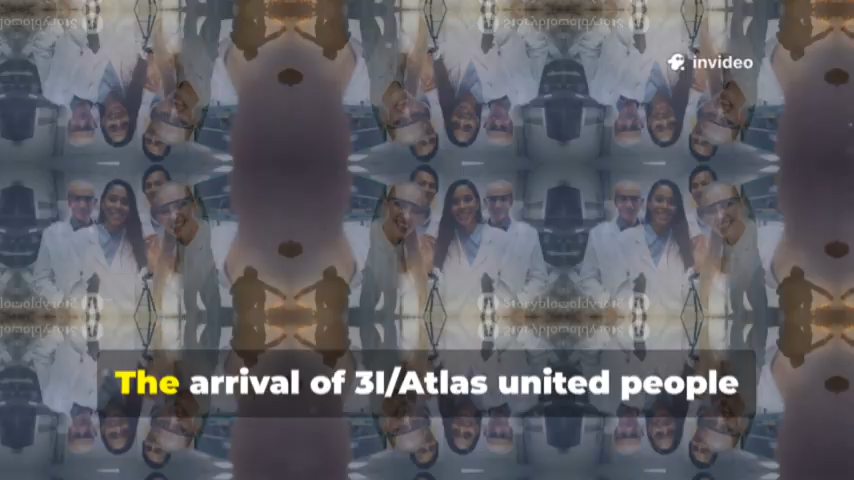 invideo
The arrival of 3I/Atlas united people